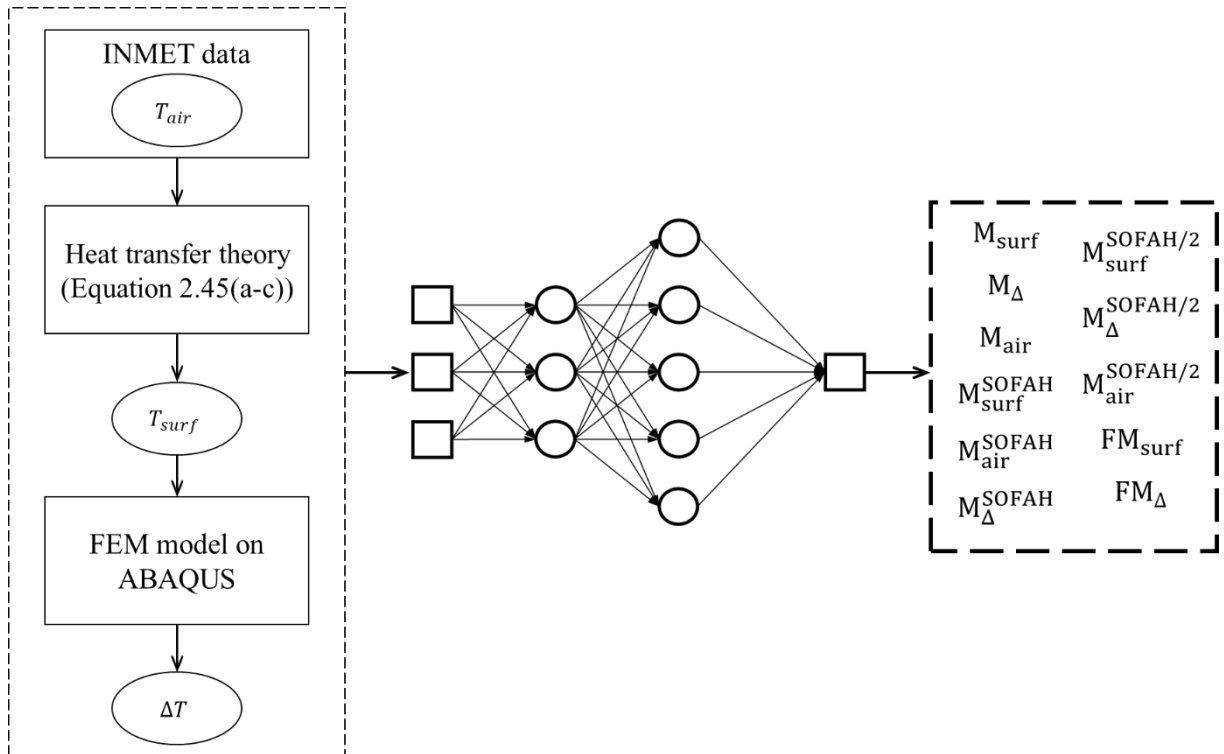 INMET data
T_air
Heat transfer theory
(Equation 2.45(a-c))
T_surf
FEM model on
ABAQUS
ΔT
M_surf
M_Δ
M_air
M_surf^SOFAH
M_air^SOFAH
M_Δ^SOFAH
M_surf^SOFAH/2
M_Δ^SOFAH/2
M_air^SOFAH/2
FM_surf
FM_Δ